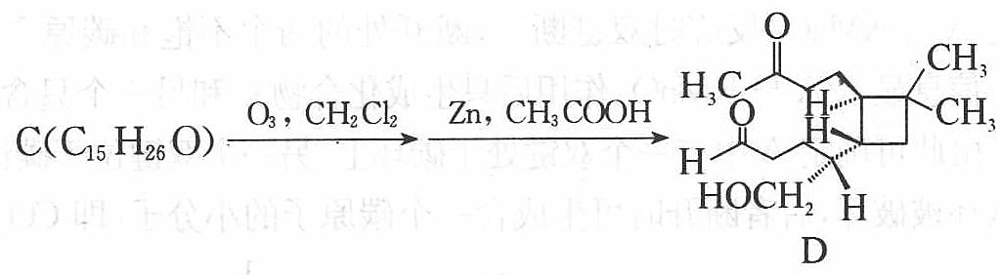 C(C₁₅H₂₆O) O₃, CH₂Cl₂ Zn, CH₃COOH
O
H₃C
H
H
CH₃
CH₃
O
H
HOCH₂
H
D